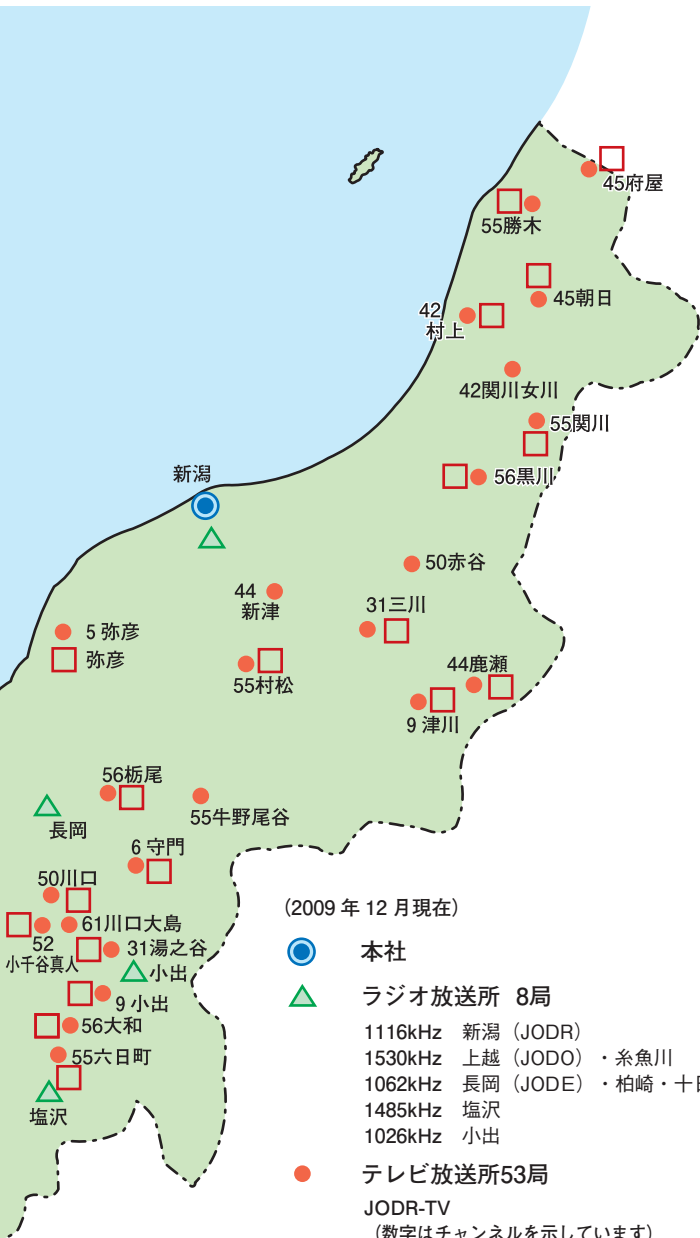 45府屋
55勝木
45朝日
42
村上
42関川女川
55関川
56黒川
新潟
50赤谷
44
新津
31三川
5 弥彦
弥彦
55村松
44鹿瀬
9 津川
56栃尾
長岡
55牛野尾谷
6 守門
50川口
61川口大島
52
小千谷真人
31湯之谷
小出
9 小出
56大和
55六日町
塩沢
（2009 年 12 月現在）
本社
ラジオ放送所 8局
1116kHz 新潟（JODR）
1530kHz 上越（JODO）・糸魚川
1062kHz 長岡（JODE）・柏崎・十
1485kHz 塩沢
1026kHz 小出
テレビ放送所53局
JODR-TV
（数字はチャンネルを示しています）